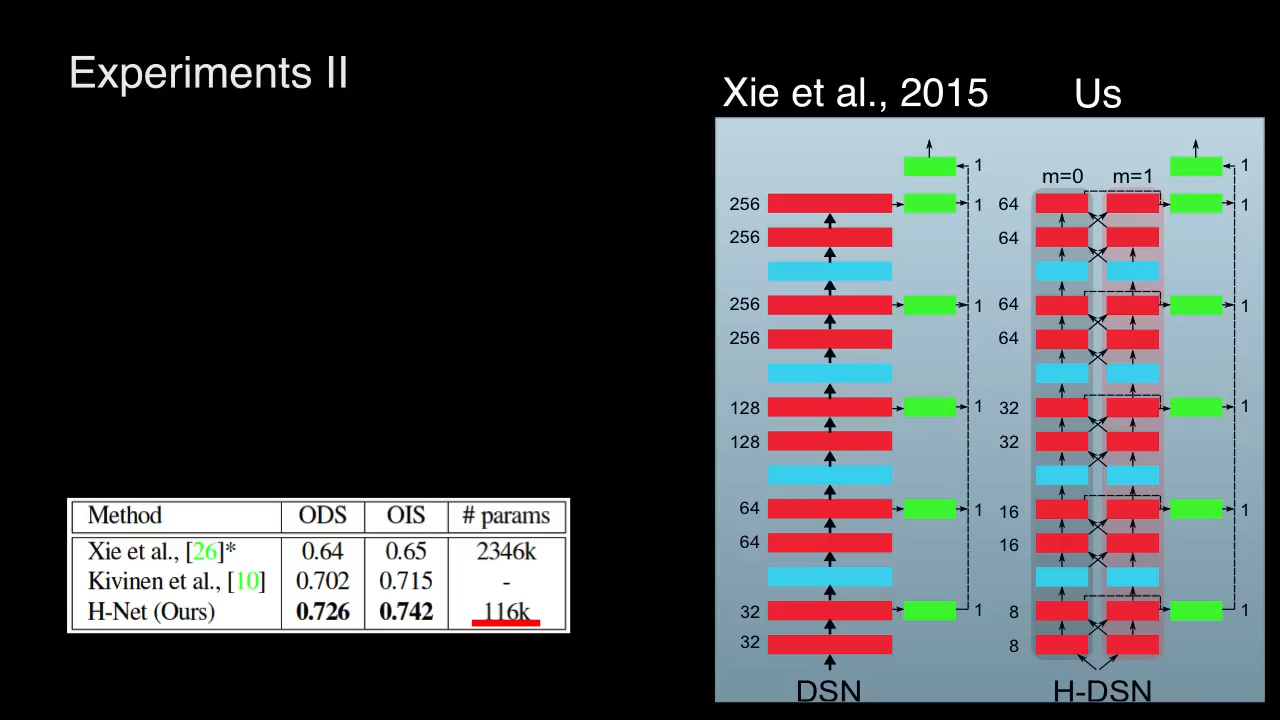 Experiments II
Method ODS OIS # params
Xie et al., [26]* 0.64 0.65 2346k
Kivinen et al., [10] 0.702 0.715 -
H-Net (Ours) 0.726 0.742 116k
Xie et al., 2015 Us
1 1
m=0 m=1
256 1 64 1
256 64
256 1 64 1
256 64
128 1 32 1
128 32
64 1 16 1
64 16
32 1 8 1
32 8
DSN H-DSN